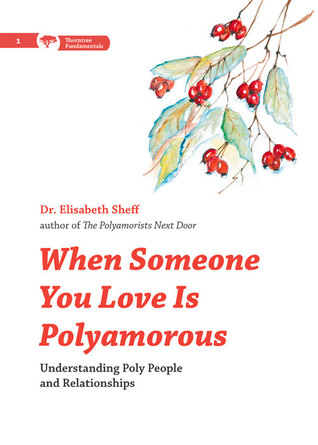 1
Thorntree
Fundamentals
Dr. Elisabeth Sheff
author of The Polyamorists Next Door
When Someone
You Love Is
Polyamorous
Understanding Poly People
and Relationships